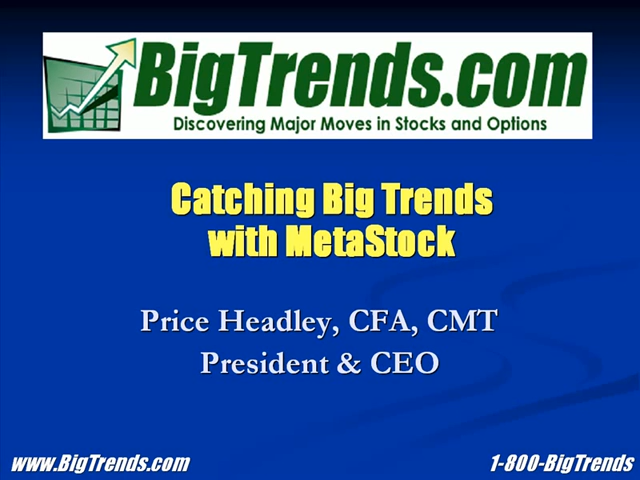 BigTrends.com
Discovering Major Moves in Stocks and Options
Catching Big Trends
with MetaStock
Price Headley, CFA, CMT
President & CEO
www.BigTrends.com
1-800-BigTrends